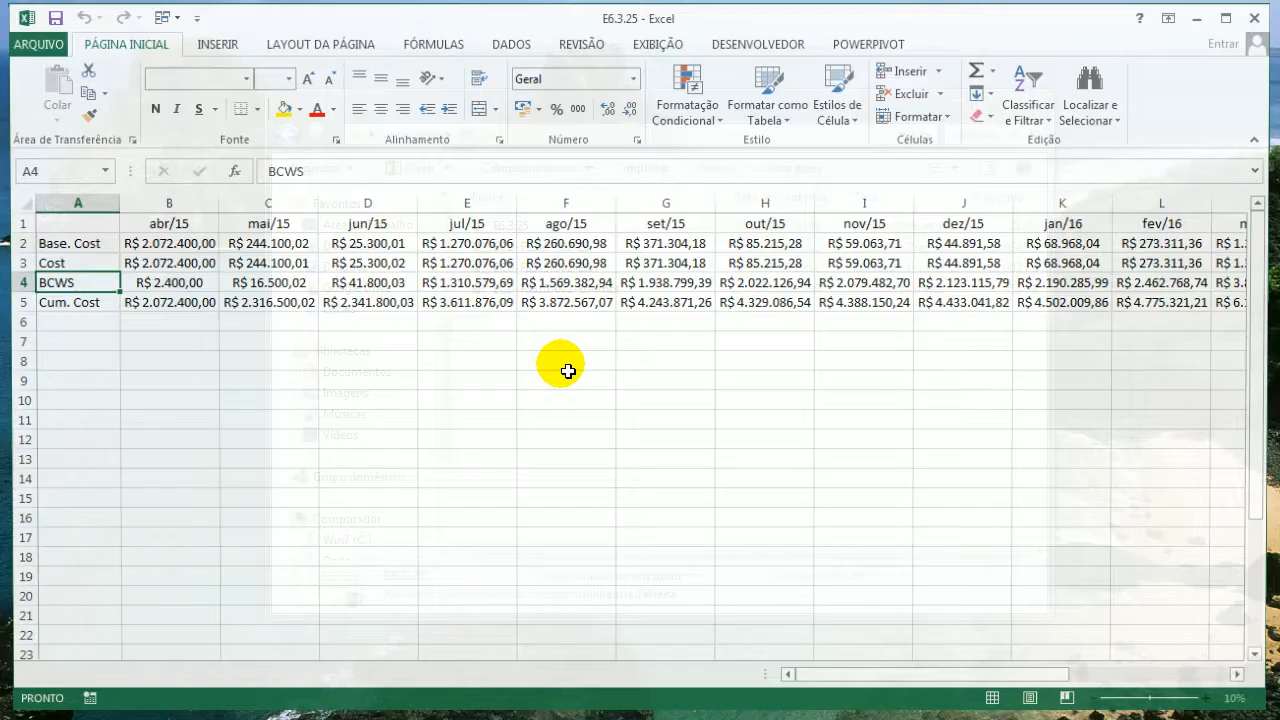 E6.3.25 - Excel
?
ARQUIVO PÁGINA INICIAL INSERIR LAYOUT DA PÁGINA FÓRMULAS DADOS REVISÃO EXIBIÇÃO DESENVOLVEDOR POWERPIVOT Entrar
Colar
N I S
A A
Geral
% 000
Formatação Condicional
Formatar como Tabela
Estilos de Célula
Inserir
Excluir
Formatar
Classificar e Filtrar
Localizar e Selecionar
Área de Transferência Fonte Alinhamento Número Estilo Células Edição
A4 fx BCWS
A B C D E F G H I J K L
1 abr/15 mai/15 jun/15 jul/15 ago/15 set/15 out/15 nov/15 dez/15 jan/16 fev/16
2 Base. Cost R$ 2.072.400,00 R$ 244.100,02 R$ 25.300,01 R$ 1.270.076,06 R$ 260.690,98 R$ 371.304,18 R$ 85.215,28 R$ 59.063,71 R$ 44.891,58 R$ 68.968,04 R$ 273.311,36
3 Cost R$ 2.072.400,00 R$ 244.100,01 R$ 25.300,02 R$ 1.270.076,06 R$ 260.690,98 R$ 371.304,18 R$ 85.215,28 R$ 59.063,71 R$ 44.891,58 R$ 68.968,04 R$ 273.311,36
4 BCWS R$ 2.400,00 R$ 16.500,02 R$ 41.800,03 R$ 1.310.579,69 R$ 1.569.382,94 R$ 1.938.799,39 R$ 2.022.126,94 R$ 2.079.482,70 R$ 2.123.115,79 R$ 2.190.285,99 R$ 2.462.768,74
5 Cum. Cost R$ 2.072.400,00 R$ 2.316.500,02 R$ 2.341.800,03 R$ 3.611.876,09 R$ 3.872.567,07 R$ 4.243.871,26 R$ 4.329.086,54 R$ 4.388.150,24 R$ 4.433.041,82 R$ 4.502.009,86 R$ 4.775.321,21
6
7
8
9
10
11
12
13
14
15
16
17
18
19
20
21
22
23
Favoritos
Bibliotecas
Documentos
Imagens
Músicas
Vídeos
Grupo doméstico
Computador
Win7 (C:)
PRONTO 10%